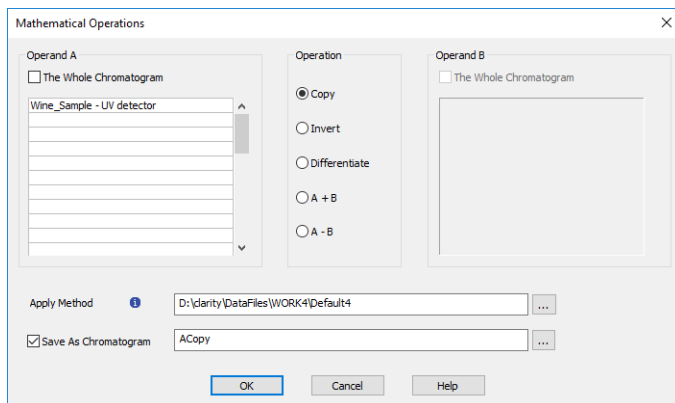 Mathematical Operations
Operand A
The Whole Chromatogram
Wine_Sample - UV detector
Operation
Copy
Invert
Differentiate
A + B
A - B
Operand B
The Whole Chromatogram
Apply Method
D:\clarity\DataFiles\WORK4\Default4
...
Save As Chromatogram
ACopy
...
OK
Cancel
Help